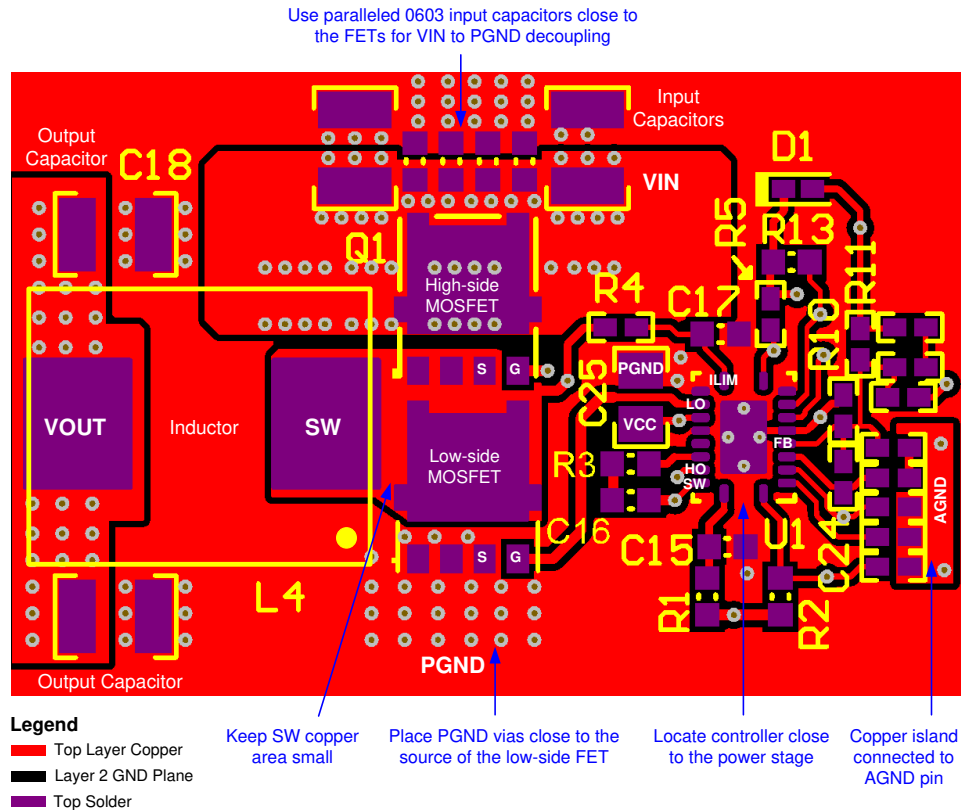 Use paralleled 0603 input capacitors close to
the FETs for VIN to PGND decoupling
Output
Capacitor
C18
Input
Capacitors
VIN
D1
R5
R13
Q1
High-side
MOSFET
R4
C17
R10
R11
S G
C25
PGND
ILIM
LO
VCC
FB
VOUT
Inductor
SW
Low-side
MOSFET
R3
HO
SW
AGND
C16
S G
C15
U1
C24
L4
R1
R2
PGND
Output Capacitor
Legend
Top Layer Copper
Layer 2 GND Plane
Top Solder
Keep SW copper
area small
Place PGND vias close to the
source of the low-side FET
Locate controller close
to the power stage
Copper island
connected to
AGND pin